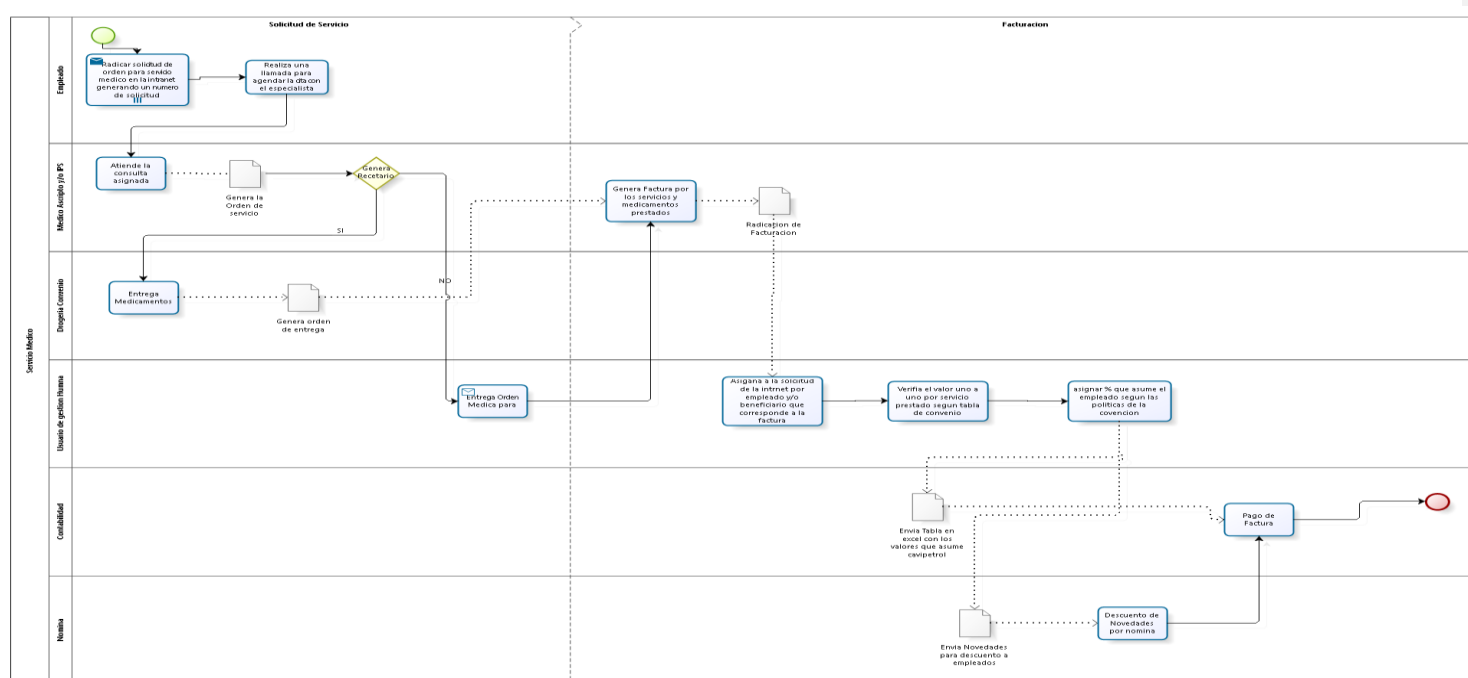 Solicitud de Servicio
Facturacion
Servicio Medico
Empleado
Radicar solicitud de
orden para servicio
medico en la intranet
generando un numero
de solicitud
Realiza una
llamada para
agendar la cita con
el especialista
Medico Ascipto y/o IPS
Atiende la
consulta
asignada
Genera la
Orden de
servicio
Genera
Recetario
SI
NO
Genera Factura por
los servicios y
medicamentos
prestados
Radicacion de
Facturacion
Drogeria Convenio
Entrega
Medicamentos
Genera orden
de entrega
Usuario de gestion Humna
Entrega Orden
Medica para
Asigana a la solcitud
de la intrnet por
empleado y/o
beneficiario que
corresponde a la
factura
Verifia el valor uno a
uno por servicio
prestado segun tabla
de convenio
asignar % que asume el
empleado segun las
politicas de la
covencion
Contabilidad
Envia Tabla en
excel con los
valores que asume
cavipetrol
Pago de
Factura
Nomina
Envia Novedades
para descuento a
empleados
Descuento de
Novedades
por nomina